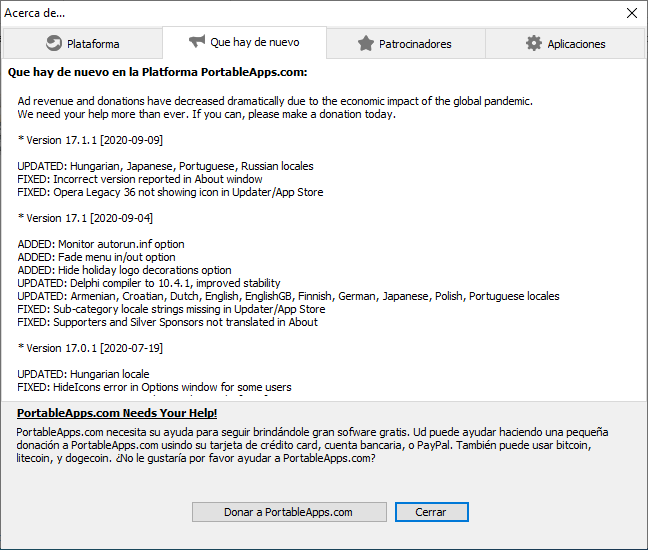 Acerca de...
Plataforma
Que hay de nuevo
Patrocinadores
Aplicaciones
Que hay de nuevo en la Platforma PortableApps.com:
Ad revenue and donations have decreased dramatically due to the economic impact of the global pandemic.
We need your help more than ever. If you can, please make a donation today.
* Version 17.1.1 [2020-09-09]
UPDATED: Hungarian, Japanese, Portuguese, Russian locales
FIXED: Incorrect version reported in About window
FIXED: Opera Legacy 36 not showing icon in Updater/App Store
* Version 17.1 [2020-09-04]
ADDED: Monitor autorun.inf option
ADDED: Fade menu in/out option
ADDED: Hide holiday logo decorations option
UPDATED: Delphi compiler to 10.4.1, improved stability
UPDATED: Armenian, Croatian, Dutch, English, EnglishGB, Finnish, German, Japanese, Polish, Portuguese locales
FIXED: Sub-category locale strings missing in Updater/App Store
FIXED: Supporters and Silver Sponsors not translated in About
* Version 17.0.1 [2020-07-19]
UPDATED: Hungarian locale
FIXED: HideIcons error in Options window for some users
PortableApps.com Needs Your Help!
PortableApps.com necesita su ayuda para seguir brindándole gran sofware gratis. Ud puede ayudar haciendo una pequeña
donación a PortableApps.com usindo su tarjeta de crédito card, cuenta bancaria, o PayPal. También puede usar bitcoin,
litecoin, y dogecoin. ¿No le gustaría por favor ayudar a PortableApps.com?
Donar a PortableApps.com
Cerrar